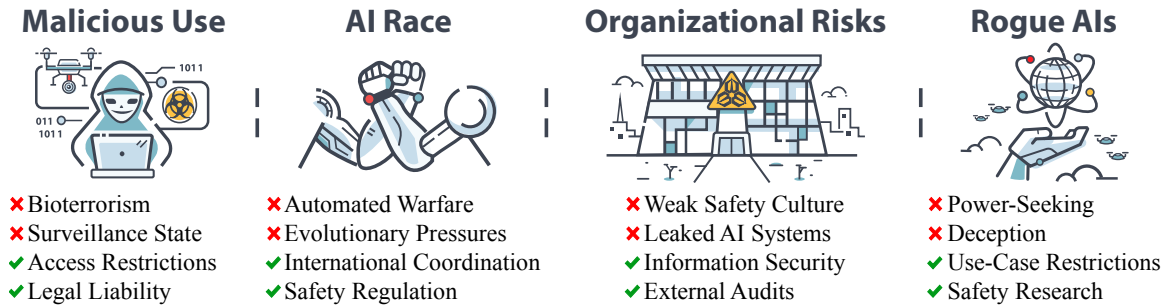 Malicious Use
1011
011
1011
Bioterrorism
Surveillance State
Access Restrictions
Legal Liability
AI Race
Automated Warfare
Evolutionary Pressures
International Coordination
Safety Regulation
Organizational Risks
Weak Safety Culture
Leaked AI Systems
Information Security
External Audits
Rogue AIs
Power-Seeking
Deception
Use-Case Restrictions
Safety Research